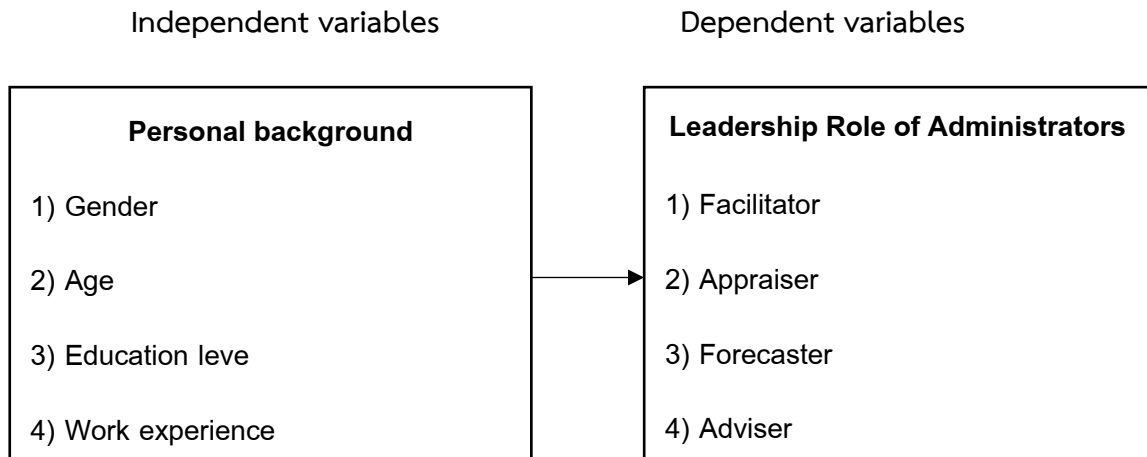 Independent variables
Dependent variables
Personal background
1) Gender
2) Age
3) Education leve
4) Work experience
Leadership Role of Administrators
1) Facilitator
2) Appraiser
3) Forecaster
4) Adviser